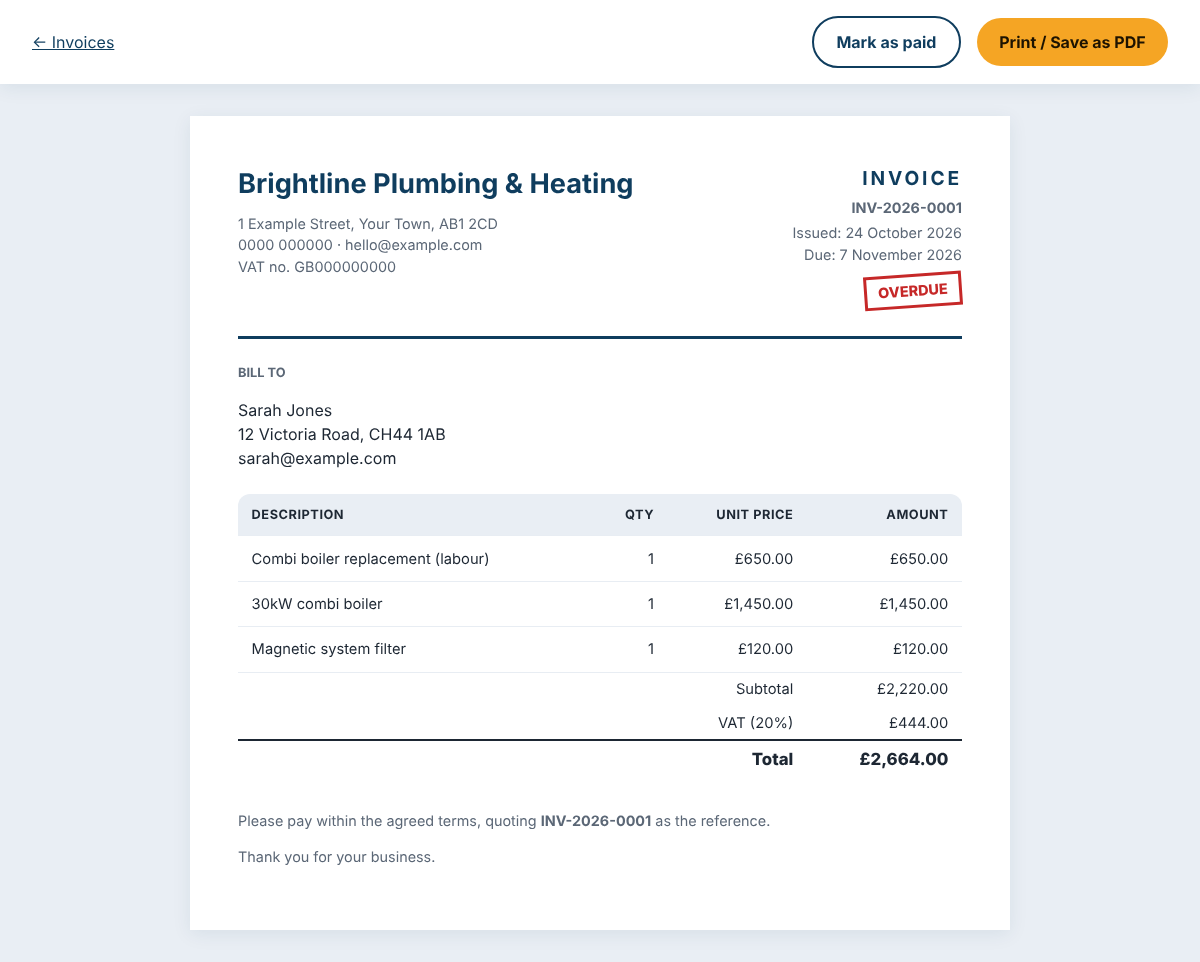 ← Invoices
Mark as paid
Print / Save as PDF
Brightline Plumbing & Heating
1 Example Street, Your Town, AB1 2CD
0000 000000 · hello@example.com
VAT no. GB000000000
INVOICE
INV-2026-0001
Issued: 24 October 2026
Due: 7 November 2026
OVERDUE
BILL TO
Sarah Jones
12 Victoria Road, CH44 1AB
sarah@example.com
DESCRIPTION QTY UNIT PRICE AMOUNT
Combi boiler replacement (labour) 1 £650.00 £650.00
30kW combi boiler 1 £1,450.00 £1,450.00
Magnetic system filter 1 £120.00 £120.00
Subtotal £2,220.00
VAT (20%) £444.00
Total £2,664.00
Please pay within the agreed terms, quoting INV-2026-0001 as the reference.
Thank you for your business.